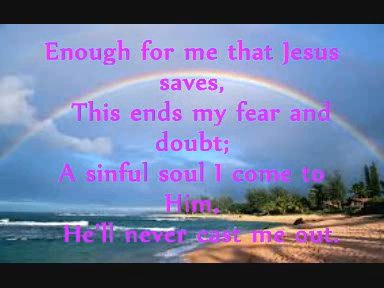 Enough for me that Jesus
saves,
This ends my fear and
doubt;
A sinful soul I come to
Him,
He'll never cast me out.